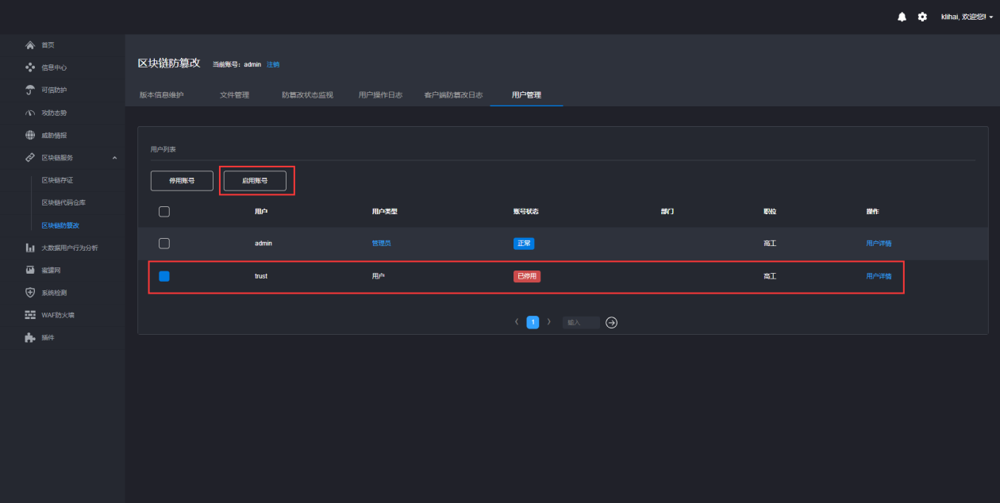 klihai, 欢迎您!
首页
信息中心
可信防护
攻防态势
威胁情报
区块链服务
区块链存证
区块链代码仓库
区块链防篡改
大数据用户行为分析
蜜罐网
系统检测
WAF防火墙
插件
区块链防篡改 当前账号：admin 注销
版本信息维护 文件管理 防篡改状态监视 用户操作日志 客户端防篡改日志 用户管理
用户列表
停用账号 启用账号
用户 用户类型 账号状态 部门 职位 操作
admin 管理员 正常 高工 用户详情
trust 用户 已停用 高工 用户详情
1 输入